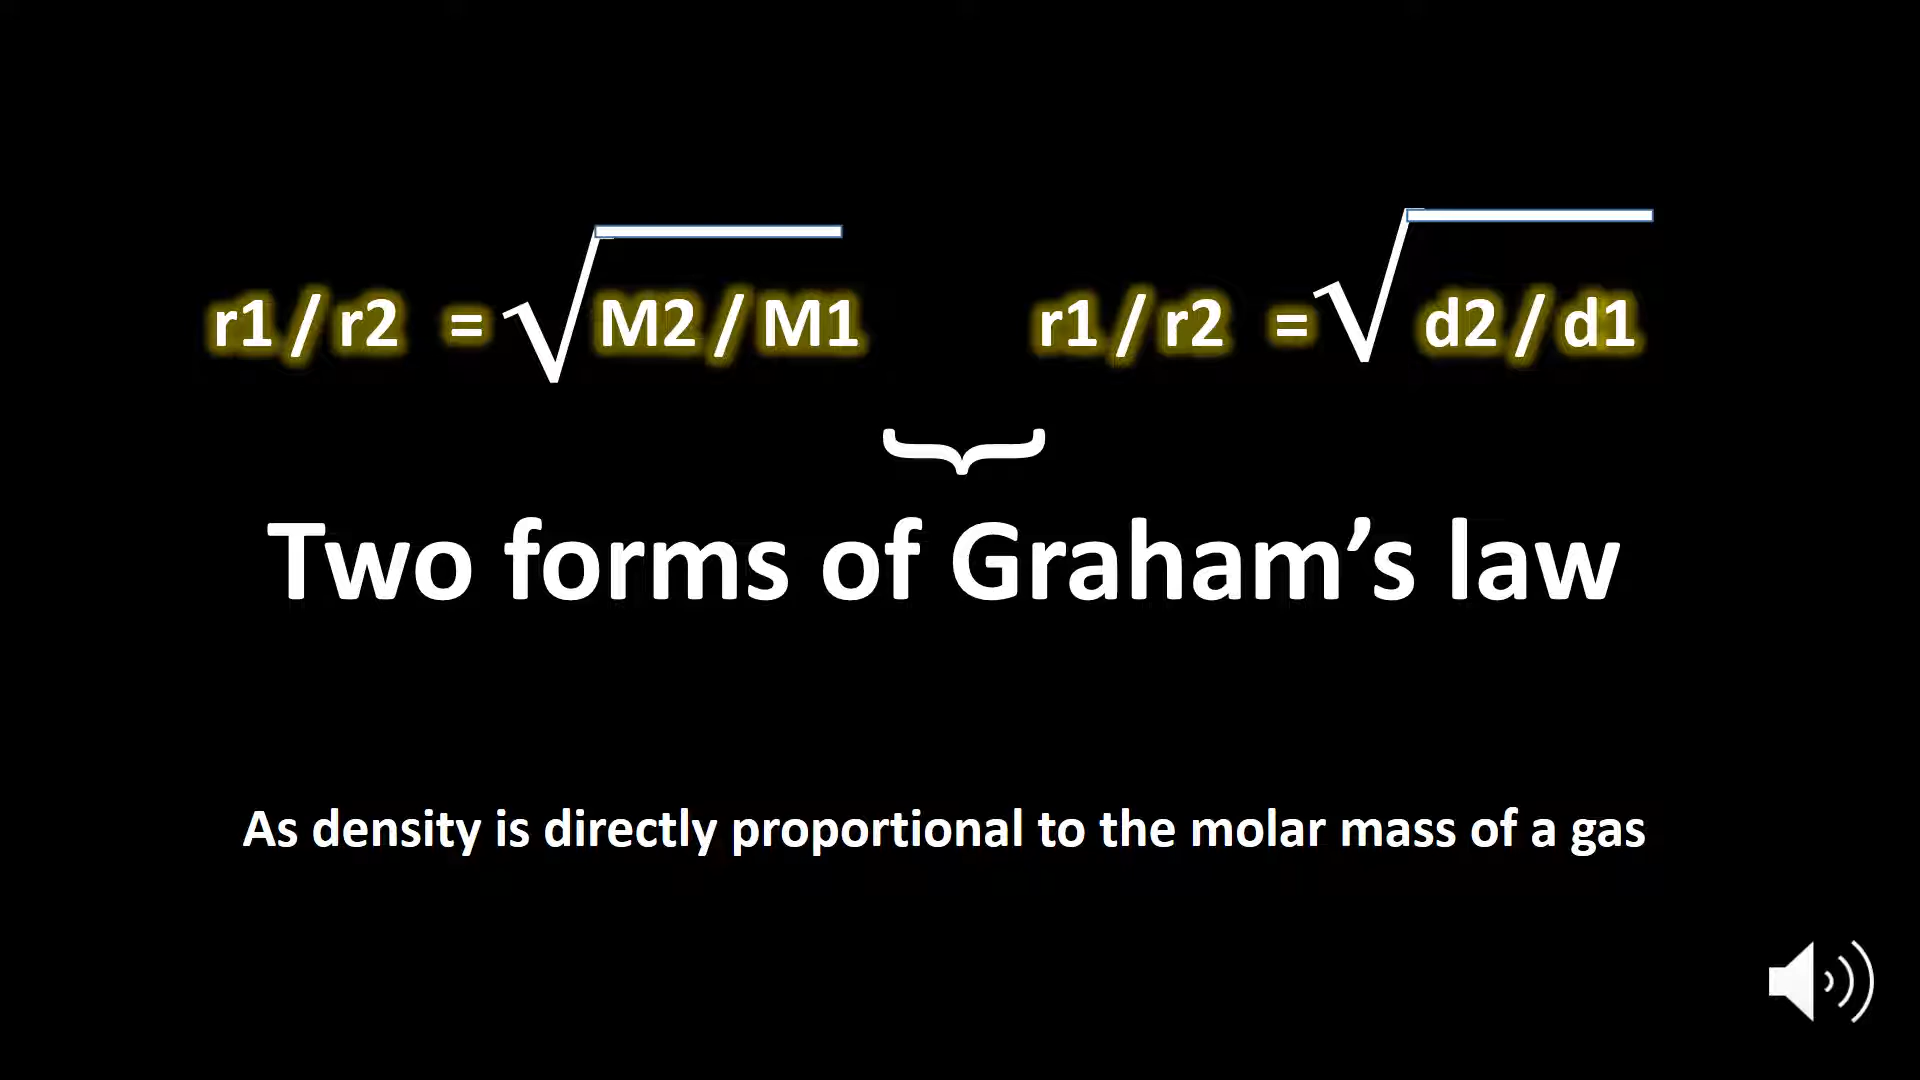 r1 / r2 = √M2 / M1
r1 / r2 = √d2 / d1
Two forms of Graham’s law
As density is directly proportional to the molar mass of a gas